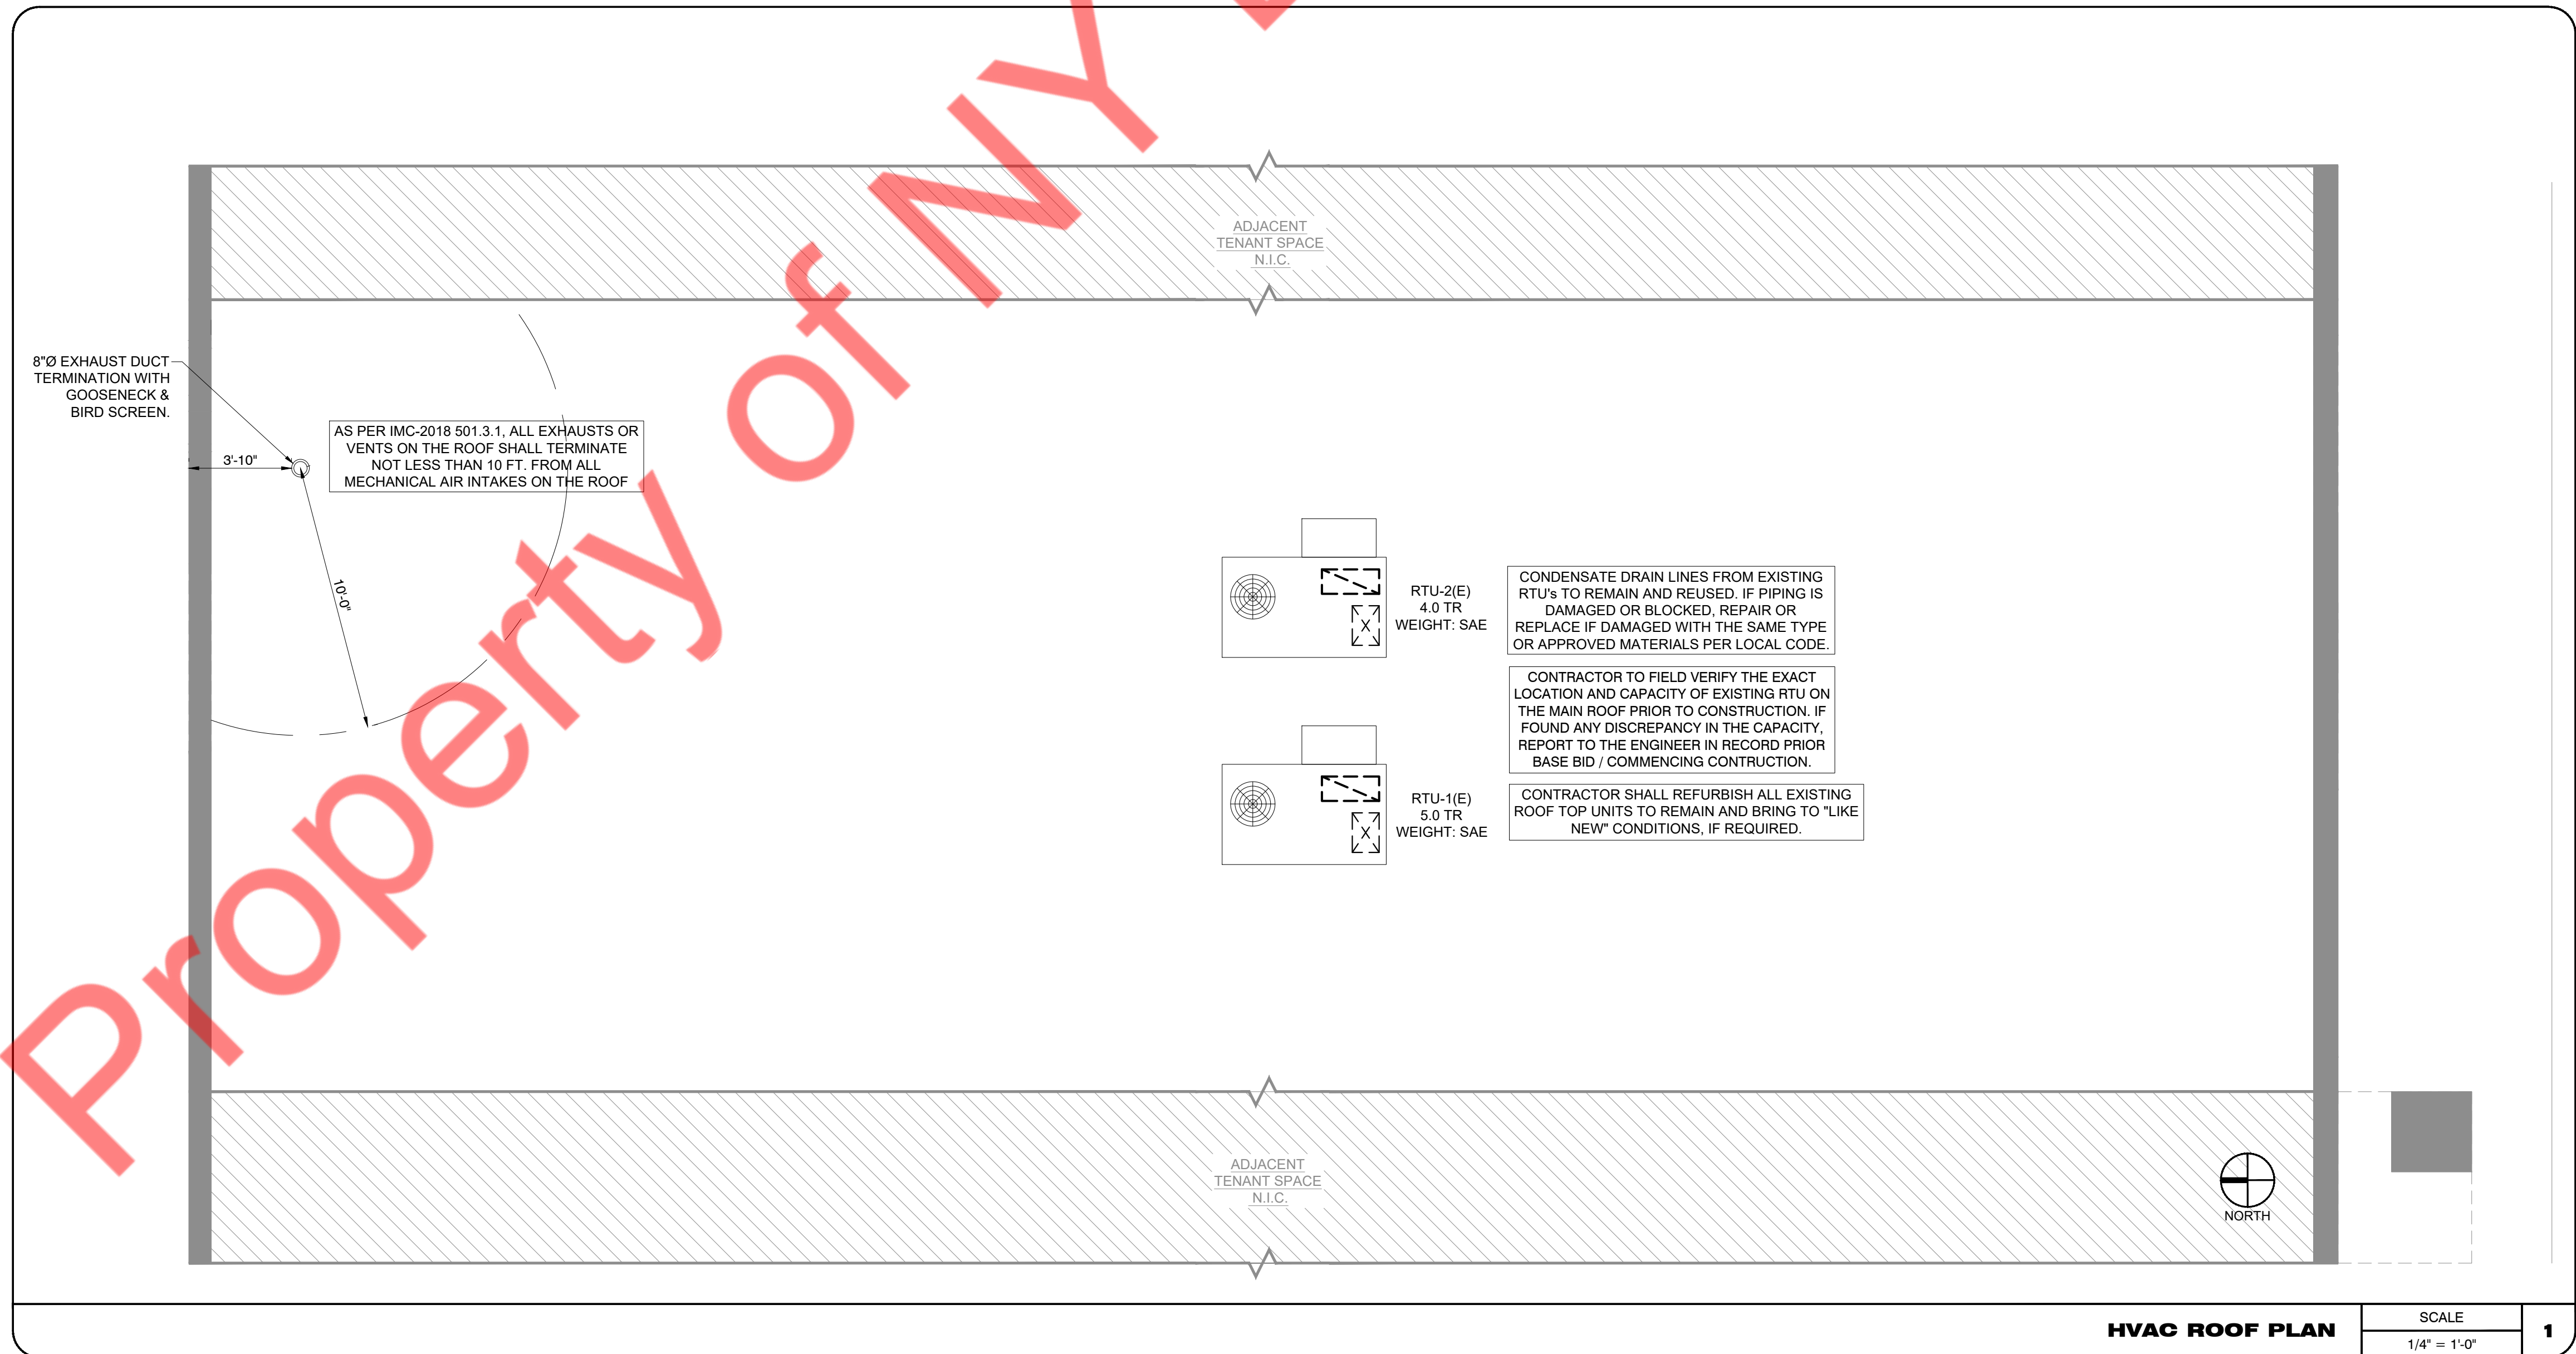 Property of NY
ADJACENT
TENANT SPACE
N.I.C.
8"Ø EXHAUST DUCT
TERMINATION WITH
GOOSENECK &
BIRD SCREEN.
3'-10"
AS PER IMC-2018 501.3.1, ALL EXHAUSTS OR
VENTS ON THE ROOF SHALL TERMINATE
NOT LESS THAN 10 FT. FROM ALL
MECHANICAL AIR INTAKES ON THE ROOF
10'-0"
X
RTU-2(E)
4.0 TR
WEIGHT: SAE
CONDENSATE DRAIN LINES FROM EXISTING
RTU's TO REMAIN AND REUSED. IF PIPING IS
DAMAGED OR BLOCKED, REPAIR OR
REPLACE IF DAMAGED WITH THE SAME TYPE
OR APPROVED MATERIALS PER LOCAL CODE.
CONTRACTOR TO FIELD VERIFY THE EXACT
LOCATION AND CAPACITY OF EXISTING RTU ON
THE MAIN ROOF PRIOR TO CONSTRUCTION. IF
FOUND ANY DISCREPANCY IN THE CAPACITY,
REPORT TO THE ENGINEER IN RECORD PRIOR
BASE BID / COMMENCING CONTRUCTION.
X
RTU-1(E)
5.0 TR
WEIGHT: SAE
CONTRACTOR SHALL REFURBISH ALL EXISTING
ROOF TOP UNITS TO REMAIN AND BRING TO "LIKE
NEW" CONDITIONS, IF REQUIRED.
ADJACENT
TENANT SPACE
N.I.C.
NORTH
HVAC ROOF PLAN
SCALE
1/4" = 1'-0"
1